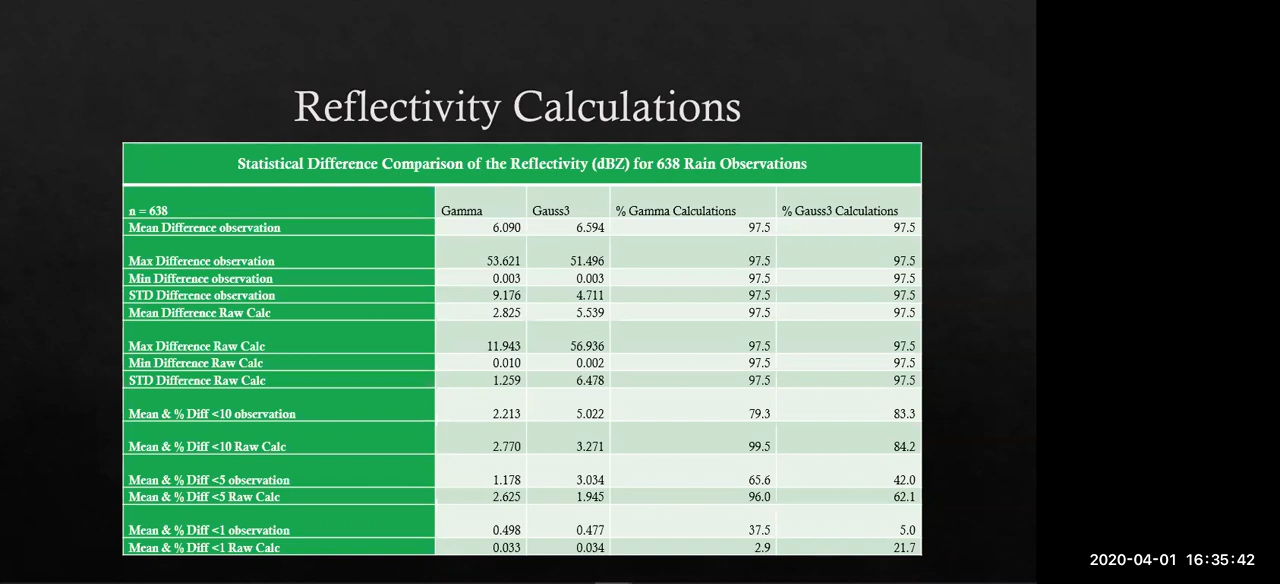 Reflectivity Calculations
Statistical Difference Comparison of the Reflectivity (dBZ) for 638 Rain Observations
n = 638 Gamma Gauss3 % Gamma Calculations % Gauss3 Calculations
Mean Difference observation 6.090 6.594 97.5 97.5
Max Difference observation 53.621 51.496 97.5 97.5
Min Difference observation 0.003 0.003 97.5 97.5
STD Difference observation 9.176 4.711 97.5 97.5
Mean Difference Raw Calc 2.825 5.539 97.5 97.5
Max Difference Raw Calc 11.943 56.936 97.5 97.5
Min Difference Raw Calc 0.010 0.002 97.5 97.5
STD Difference Raw Calc 1.259 6.478 97.5 97.5
Mean & % Diff <10 observation 2.213 5.022 79.3 83.3
Mean & % Diff <10 Raw Calc 2.770 3.271 99.5 84.2
Mean & % Diff <5 observation 1.178 3.034 65.6 42.0
Mean & % Diff <5 Raw Calc 2.625 1.945 96.0 62.1
Mean & % Diff <1 observation 0.498 0.477 37.5 5.0
Mean & % Diff <1 Raw Calc 0.033 0.034 2.9 21.7
2020-04-01 16:35:42